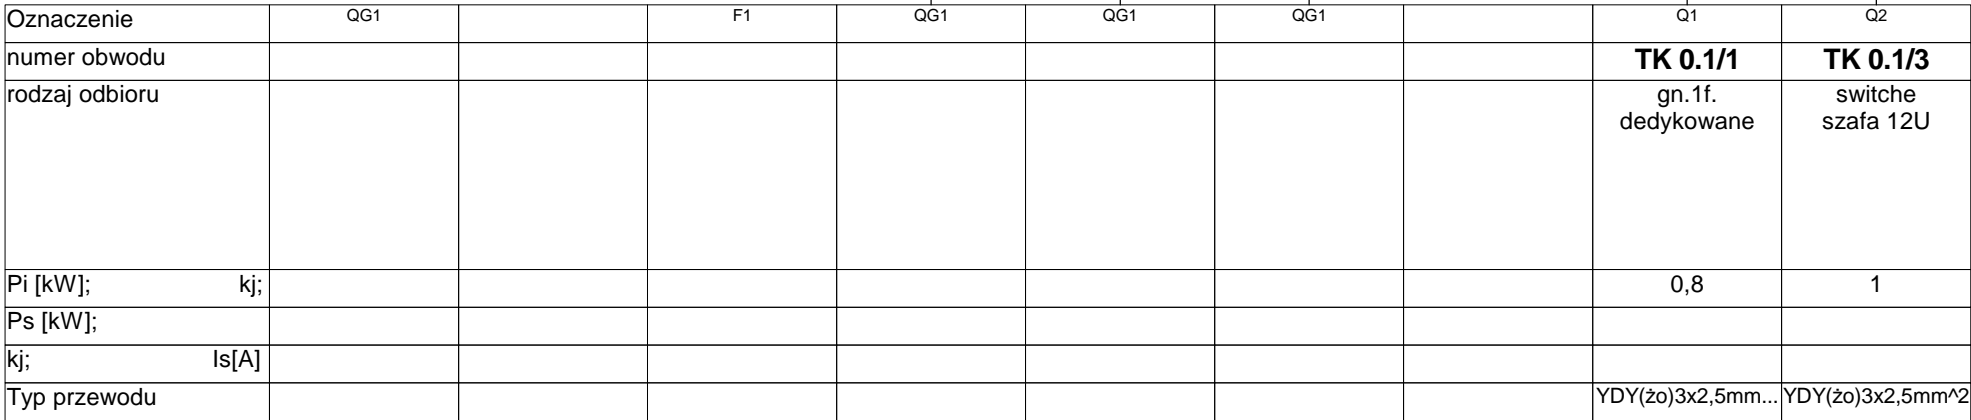 Oznaczenie QG1 F1 QG1 QG1 QG1 Q1 Q2
numer obwodu TK 0.1/1 TK 0.1/3
rodzaj odbioru gn.1f. switche
dedykowane szafa 12U
Pi [kW]; kj; 0,8 1
Ps [kW];
kj; Is[A]
Typ przewodu YDY(żo)3x2,5mm... YDY(żo)3x2,5mm^2